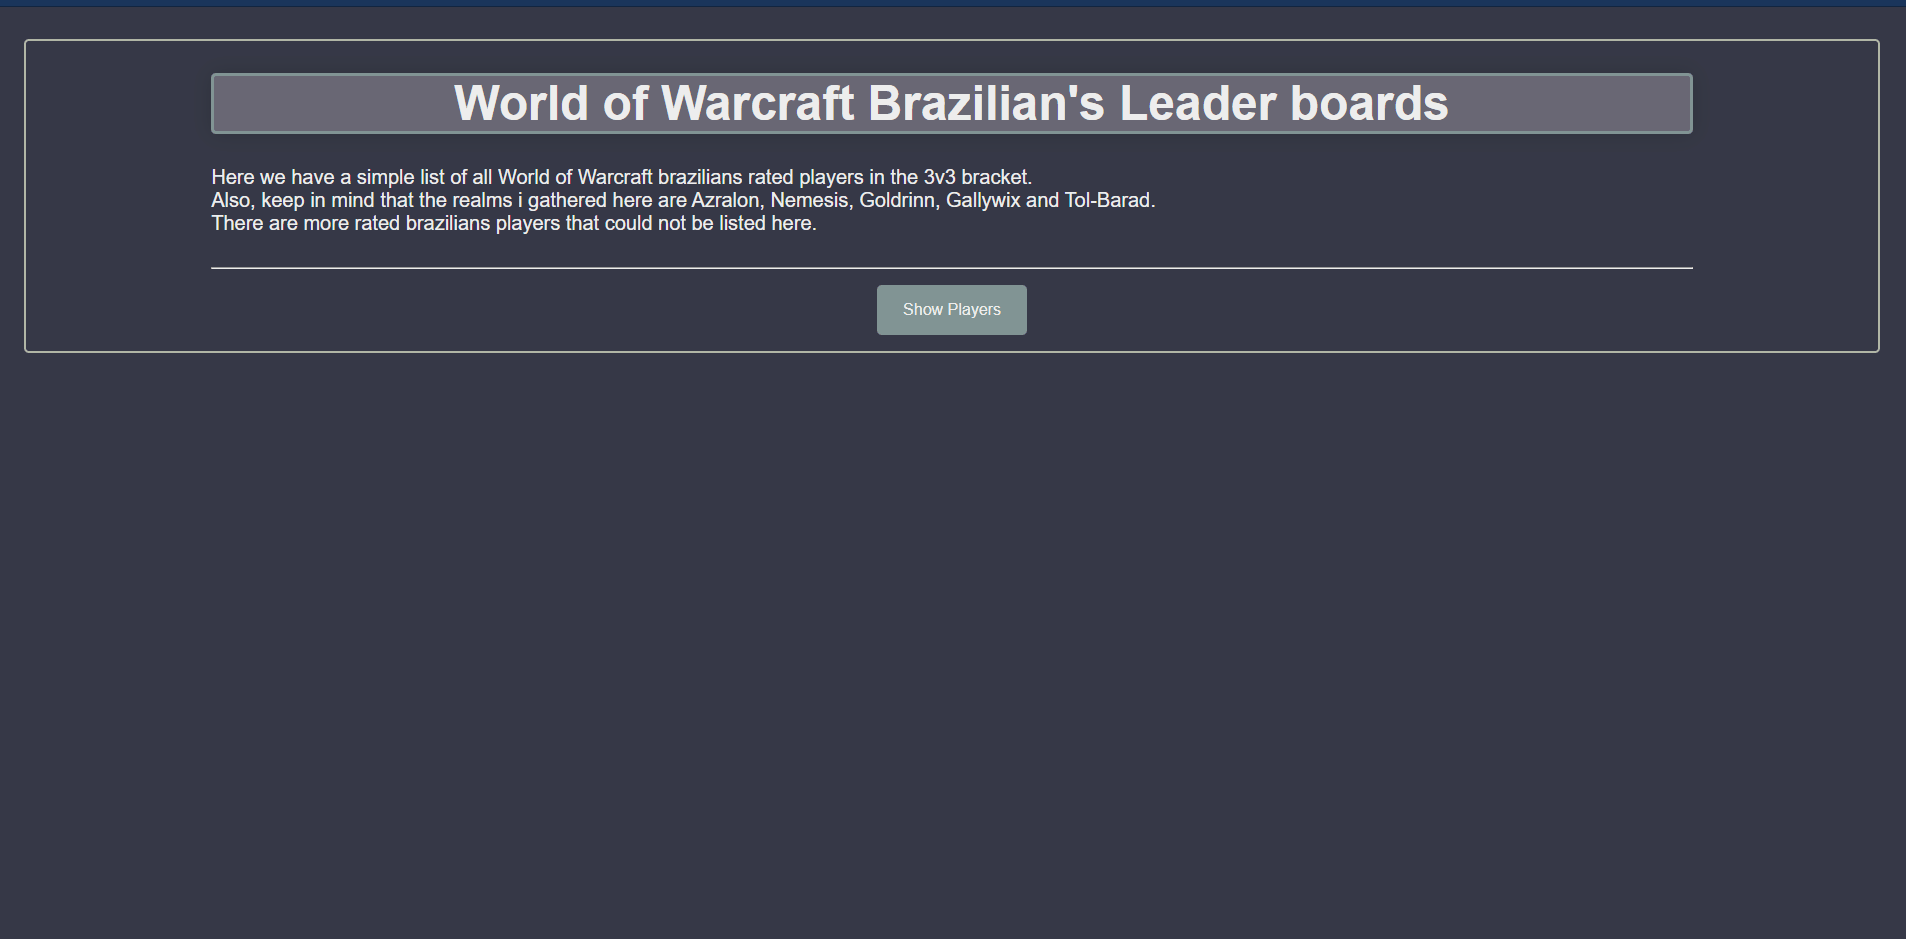 World of Warcraft Brazilian's Leader boards
Here we have a simple list of all World of Warcraft brazilians rated players in the 3v3 bracket.
Also, keep in mind that the realms i gathered here are Azralon, Nemesis, Goldrinn, Gallywix and Tol-Barad.
There are more rated brazilians players that could not be listed here.
Show Players